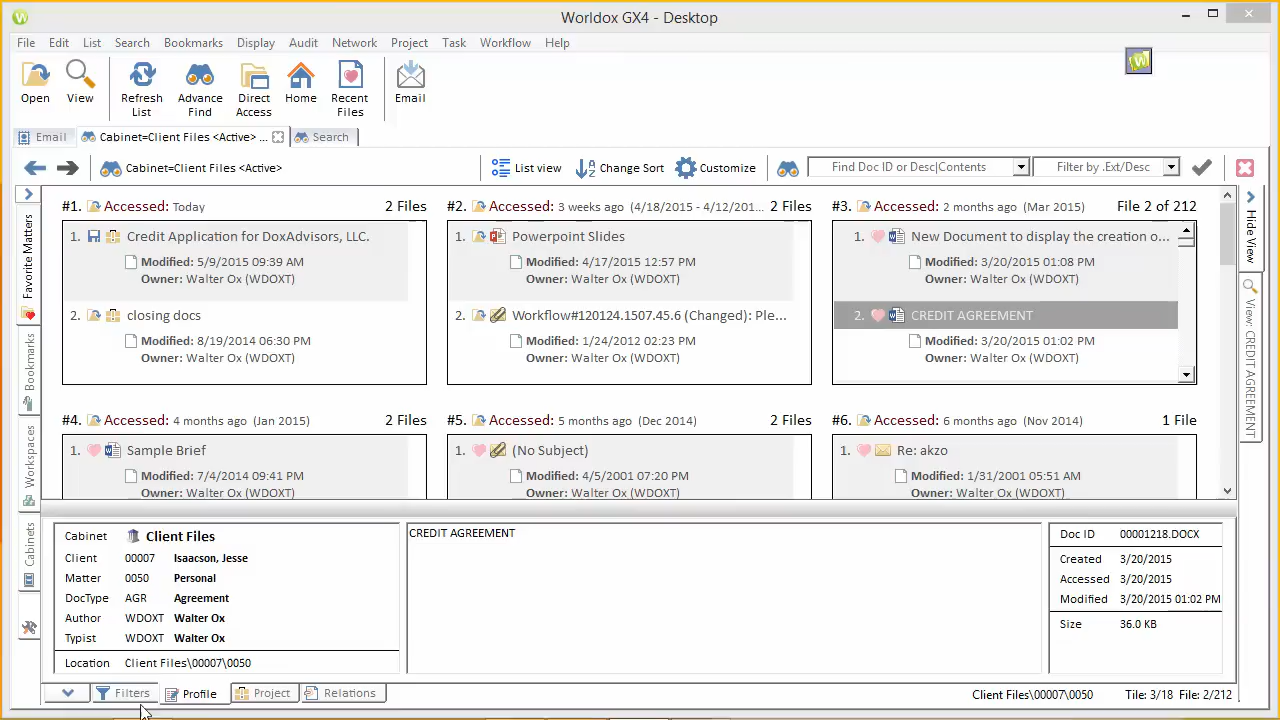 Worldox GX4 - Desktop
File Edit List Search Bookmarks Display Audit Network Project Task Workflow Help
Open View Refresh List Advance Find Direct Access Home Recent Files Email
Email Cabinet=Client Files <Active> ... Search
Cabinet=Client Files <Active> List view Change Sort Customize Find Doc ID or Desc|Contents Filter by .Ext/Desc
Favorite Matters
Bookmarks
Workspaces
Cabinets
#1. Accessed: Today 2 Files
1. Credit Application for DoxAdvisors, LLC.
Modified: 5/9/2015 09:39 AM
Owner: Walter Ox (WDOXT)
2. closing docs
Modified: 8/19/2014 06:30 PM
Owner: Walter Ox (WDOXT)
#2. Accessed: 3 weeks ago (4/18/2015 - 4/12/201... 2 Files
1. Powerpoint Slides
Modified: 4/17/2015 12:57 PM
Owner: Walter Ox (WDOXT)
2. Workflow#120124.1507.45.6 (Changed): Ple...
Modified: 1/24/2012 02:23 PM
Owner: Walter Ox (WDOXT)
#3. Accessed: 2 months ago (Mar 2015) File 2 of 212
1. New Document to display the creation o...
Modified: 3/20/2015 01:08 PM
Owner: Walter Ox (WDOXT)
2. CREDIT AGREEMENT
Modified: 3/20/2015 01:02 PM
Owner: Walter Ox (WDOXT)
#4. Accessed: 4 months ago (Jan 2015) 2 Files
1. Sample Brief
Modified: 7/4/2014 09:41 PM
Owner: Walter Ox (WDOXT)
#5. Accessed: 5 months ago (Dec 2014) 2 Files
1. (No Subject)
Modified: 4/5/2001 07:20 PM
Owner: Walter Ox (WDOXT)
#6. Accessed: 6 months ago (Nov 2014) 1 File
1. Re: akzo
Modified: 1/31/2001 05:51 AM
Owner: Walter Ox (WDOXT)
Hide View
View: CREDIT AGREEMENT
Cabinet Client Files
Client 00007 Isaacson, Jesse
Matter 0050 Personal
DocType AGR Agreement
Author WDOXT Walter Ox
Typist WDOXT Walter Ox
Location Client Files\00007\0050
CREDIT AGREEMENT
Doc ID 00001218.DOCX
Created 3/20/2015
Accessed 3/20/2015
Modified 3/20/2015 01:02 PM
Size 36.0 KB
Filters Profile Project Relations Client Files\00007\0050 Tile: 3/18 File: 2/212